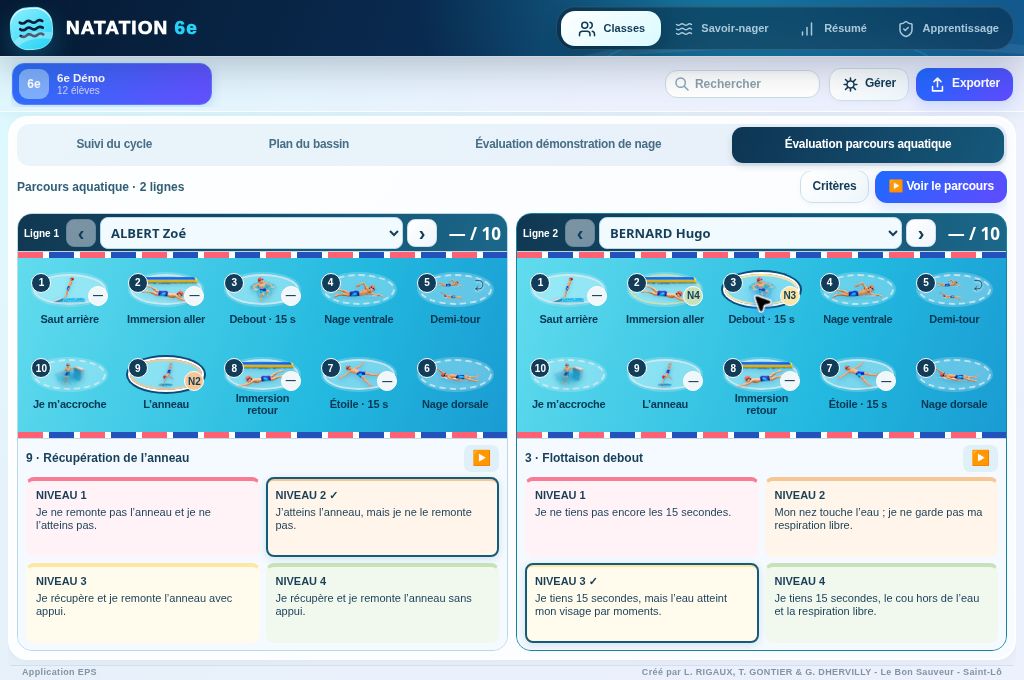 NATATION 6e
Classes
Savoir-nager
Résumé
Apprentissage
6e
6e Démo
12 élèves
Rechercher
Gérer
Exporter
Suivi du cycle
Plan du bassin
Évaluation démonstration de nage
Évaluation parcours aquatique
Parcours aquatique · 2 lignes
Critères
Voir le parcours
Ligne 1
‹
ALBERT Zoé
›
— / 10
1
—
Saut arrière
2
—
Immersion aller
3
—
Debout · 15 s
4
Nage ventrale
5
Demi-tour
10
Je m’accroche
9
N2
L’anneau
8
—
Immersion
retour
7
—
Étoile · 15 s
6
Nage dorsale
9 · Récupération de l’anneau
NIVEAU 1
Je ne remonte pas l’anneau et je ne
l’atteins pas.
NIVEAU 2 ✓
J’atteins l’anneau, mais je ne le remonte
pas.
NIVEAU 3
Je récupère et je remonte l’anneau avec
appui.
NIVEAU 4
Je récupère et je remonte l’anneau sans
appui.
Ligne 2
‹
BERNARD Hugo
›
— / 10
1
—
Saut arrière
2
N4
Immersion aller
3
N3
Debout · 15 s
4
Nage ventrale
5
Demi-tour
10
Je m’accroche
9
—
L’anneau
8
—
Immersion
retour
7
—
Étoile · 15 s
6
Nage dorsale
3 · Flottaison debout
NIVEAU 1
Je ne tiens pas encore les 15 secondes.
NIVEAU 2
Mon nez touche l’eau ; je ne garde pas ma
respiration libre.
NIVEAU 3 ✓
Je tiens 15 secondes, mais l’eau atteint
mon visage par moments.
NIVEAU 4
Je tiens 15 secondes, le cou hors de l’eau
et la respiration libre.
Application EPS
Créé par L. RIGAUX, T. GONTIER & G. DHERVILLY - Le Bon Sauveur - Saint-Lô